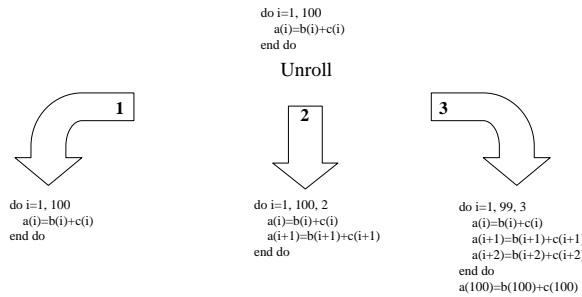 do i=1, 100
a(i)=b(i)+c(i)
end do
Unroll
1
2
3
do i=1, 100
a(i)=b(i)+c(i)
end do
do i=1, 100, 2
a(i)=b(i)+c(i)
a(i+1)=b(i+1)+c(i+1)
end do
do i=1, 99, 3
a(i)=b(i)+c(i)
a(i+1)=b(i+1)+c(i+1)
a(i+2)=b(i+2)+c(i+2)
end do
a(100)=b(100)+c(100)